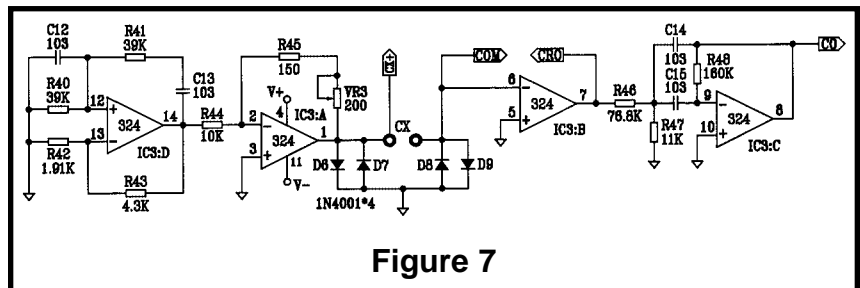 C12
103
R41
39K
C13
103
R40
39K
12
13
14
324
IC3:D
R42
1.91K
R43
4.3K
R44
10K
R45
150
VR3
200
V+
4
IC3:A
2
3
324
1
11
V-
D6
D7
1N4001*4
CX
D8
D9
COM
CRO
6
5
324
7
IC3:B
R46
76.8K
C14
103
C15
103
R48
160K
R47
11K
9
10
324
8
IC3:C
CO
Figure 7